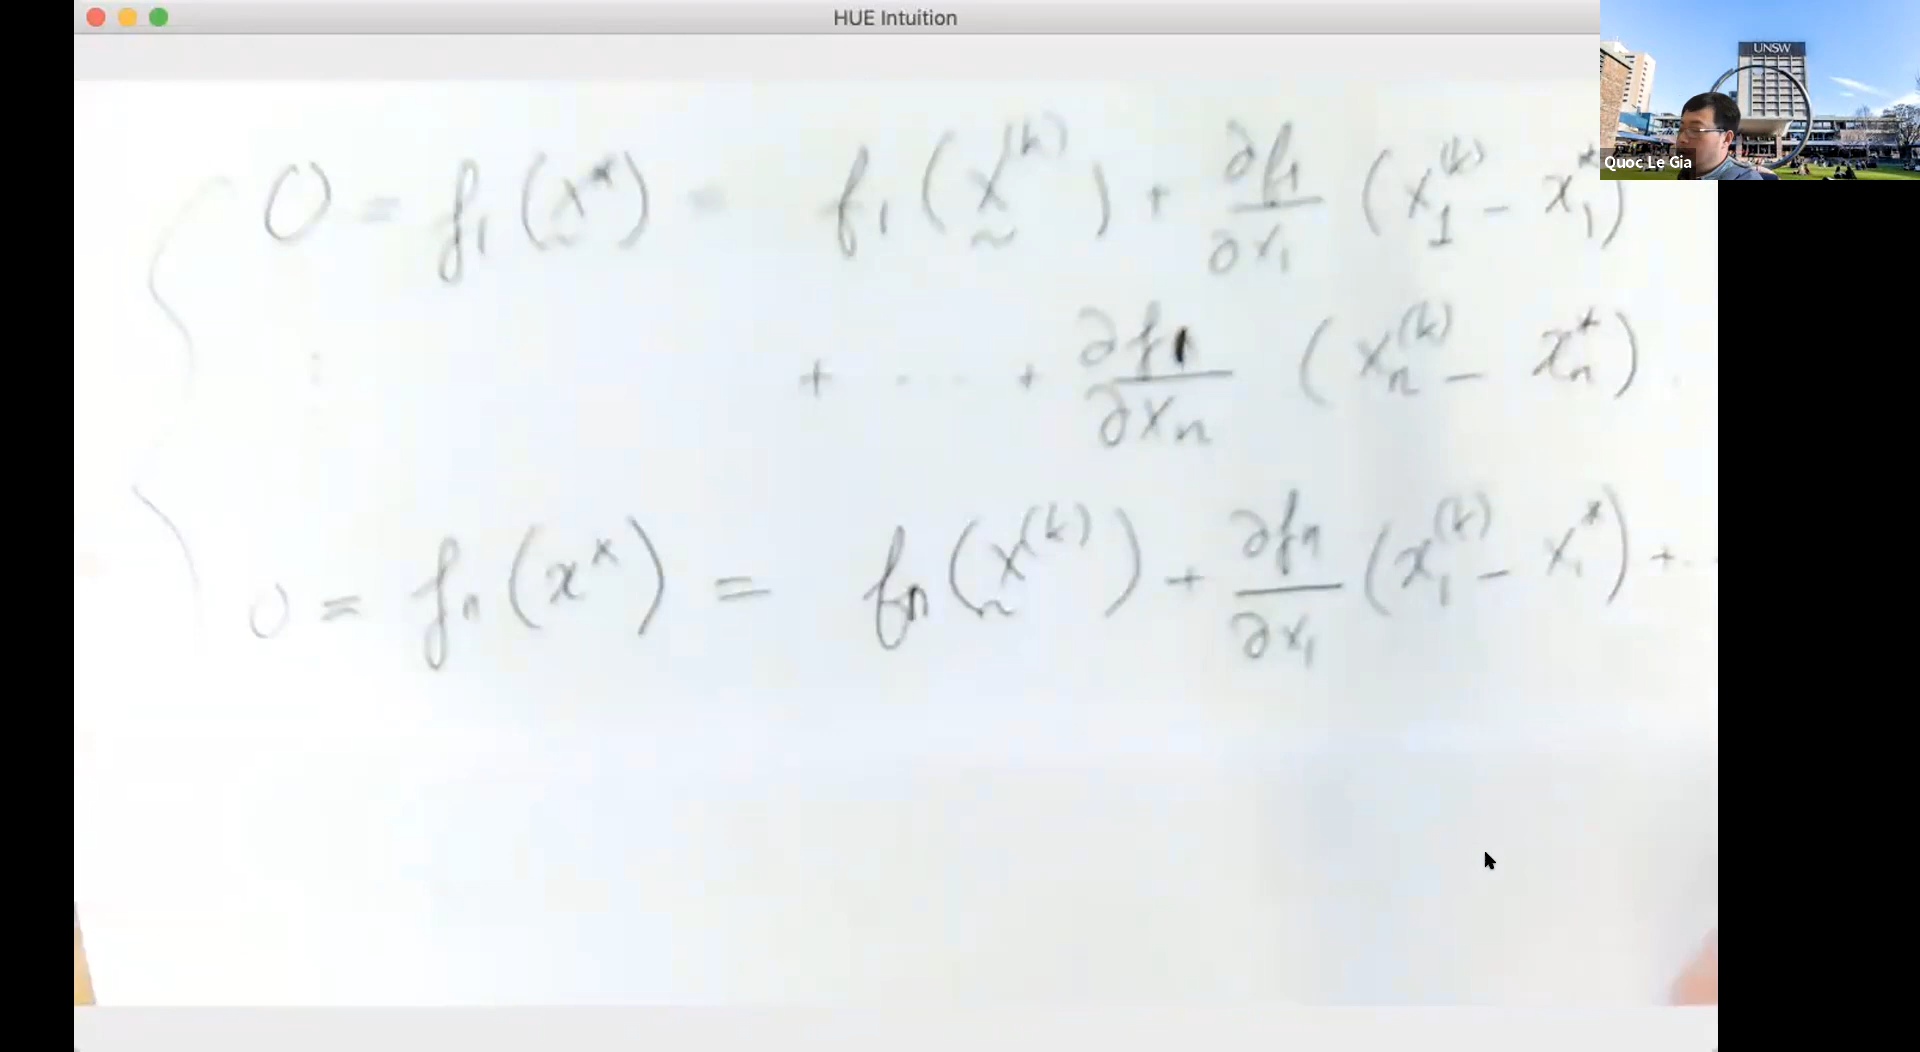 HUE Intuition
UNSW
Quoc Le Gia
0 = f₁(x*) = f₁(x⁽ᵏ⁾) + ∂f₁/∂x₁ (x₁⁽ᵏ⁾ - x₁*)
⋮ + ... + ∂f₁/∂xₙ (xₙ⁽ᵏ⁾ - xₙ*)
0 = fₙ(x*) = fₙ(x⁽ᵏ⁾) + ∂fₙ/∂x₁ (x₁⁽ᵏ⁾ - x₁*) + ..